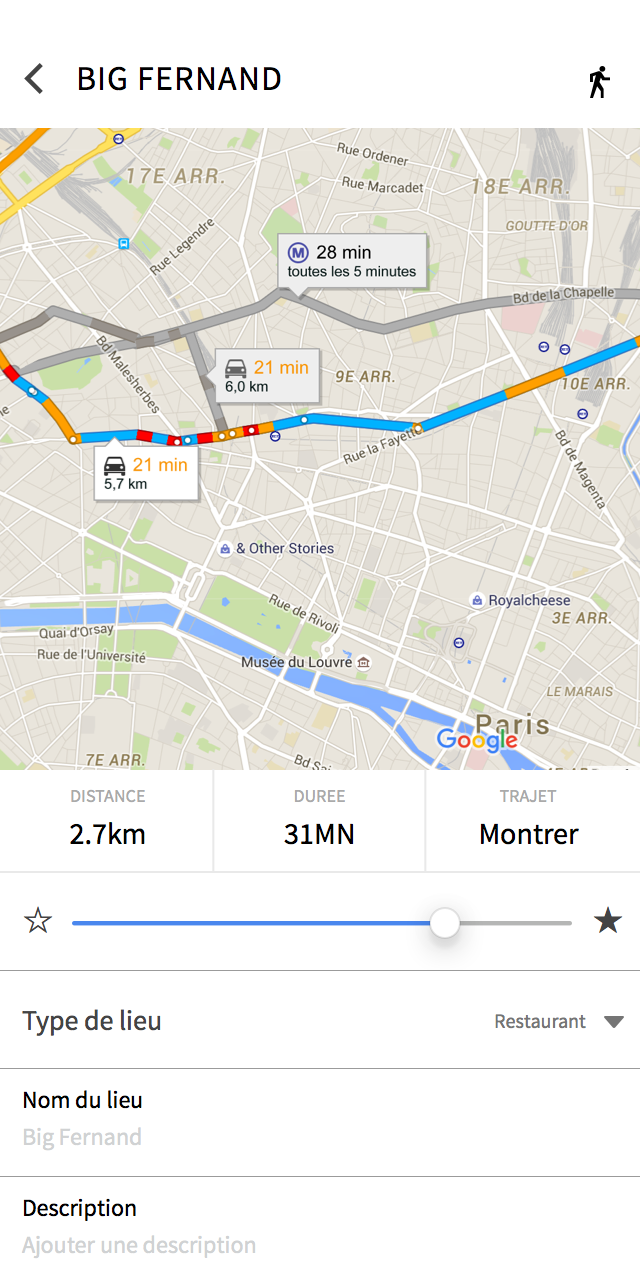 BIG FERNAND
Rue Ordener
17E ARR.
Rue Marcadet
18E ARR.
GOUTTE D'OR
Rue Legendre
M 28 min
toutes les 5 minutes
Bd de la Chapelle
Bd Malesherbes
21 min
6,0 km
9E ARR.
10E ARR.
Rue la Fayette
Bd de Magenta
21 min
5,7 km
& Other Stories
Royalcheese
Rue de Rivoli
3E ARR.
Quai d'Orsay
Rue de l'Université
Musée du Louvre
LE MARAIS
Paris
Google
7E ARR.
DISTANCE
DUREE
TRAJET
2.7km
31MN
Montrer
Type de lieu
Restaurant
Nom du lieu
Big Fernand
Description
Ajouter une description